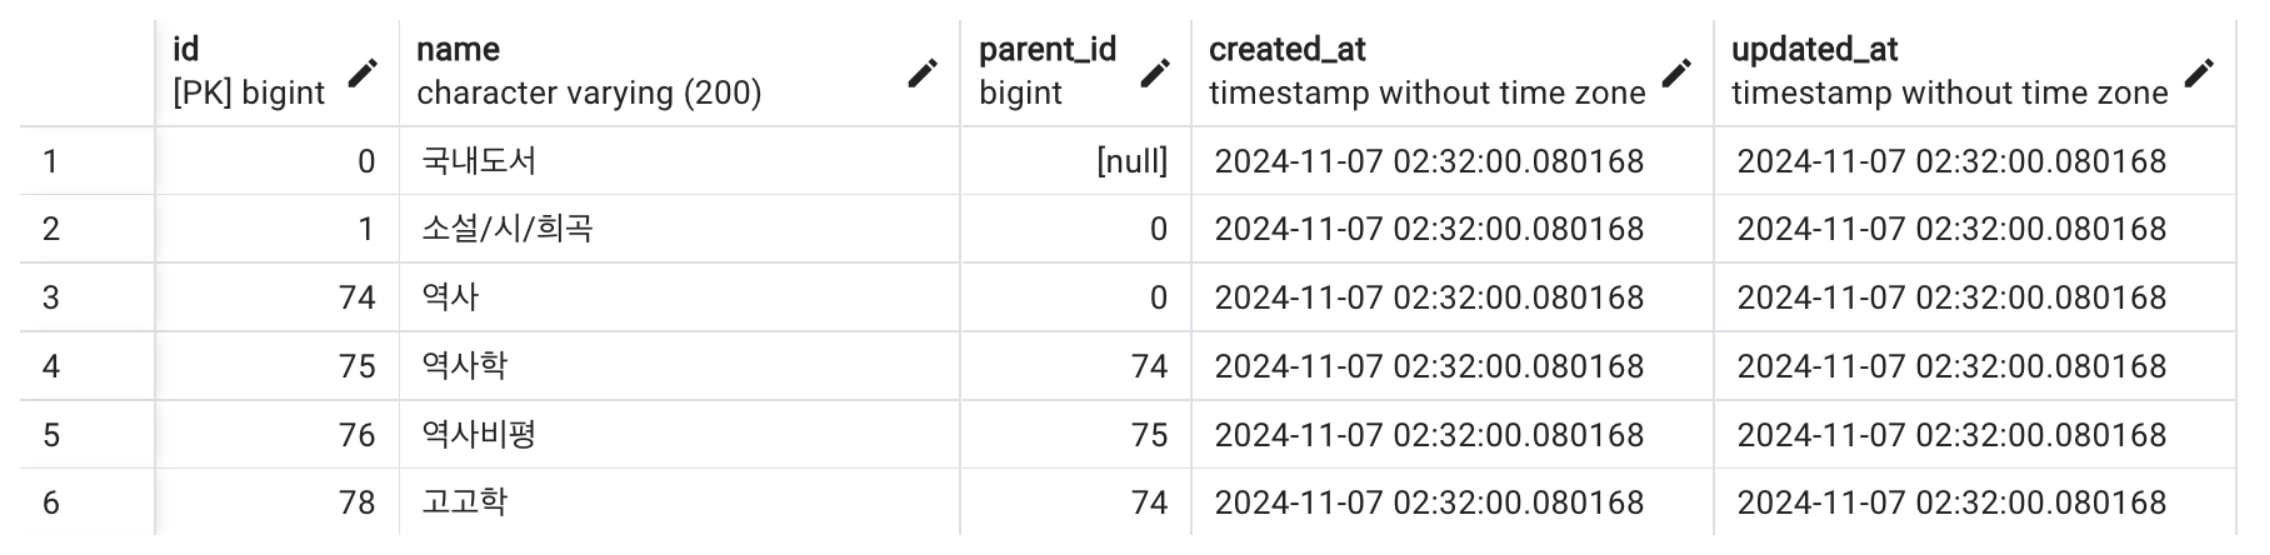 id name parent_id created_at updated_at
[PK] bigint character varying (200) bigint timestamp without time zone timestamp without time zone
1 0 국내도서 [null] 2024-11-07 02:32:00.080168 2024-11-07 02:32:00.080168
2 1 소설/시/희곡 0 2024-11-07 02:32:00.080168 2024-11-07 02:32:00.080168
3 74 역사 0 2024-11-07 02:32:00.080168 2024-11-07 02:32:00.080168
4 75 역사학 74 2024-11-07 02:32:00.080168 2024-11-07 02:32:00.080168
5 76 역사비평 75 2024-11-07 02:32:00.080168 2024-11-07 02:32:00.080168
6 78 고고학 74 2024-11-07 02:32:00.080168 2024-11-07 02:32:00.080168